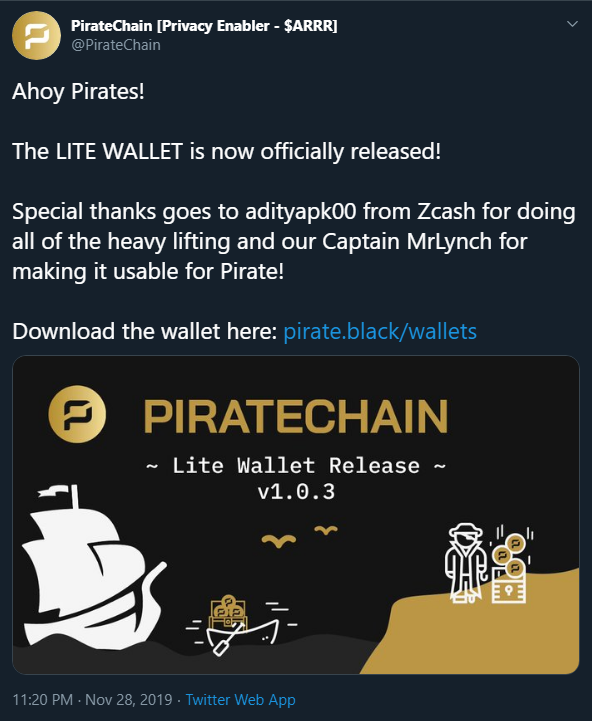 PirateChain [Privacy Enabler - $ARRR]
@PirateChain
Ahoy Pirates!
The LITE WALLET is now officially released!
Special thanks goes to adityapk00 from Zcash for doing
all of the heavy lifting and our Captain MrLynch for
making it usable for Pirate!
Download the wallet here: pirate.black/wallets
PIRATECHAIN
~ Lite Wallet Release ~
v1.0.3
11:20 PM · Nov 28, 2019 · Twitter Web App